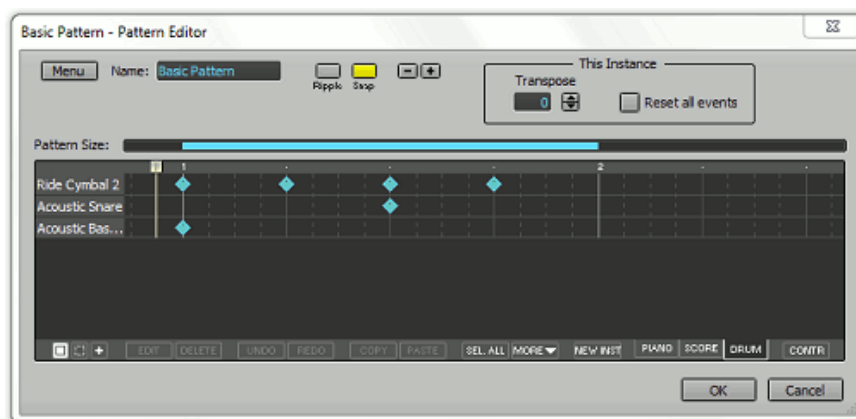 Basic Pattern - Pattern Editor
This Instance
Menu Name: Basic Pattern
Ripple Snap
Transpose
0 Reset all events
Pattern Size:
1 2
Ride Cymbal 2
Acoustic Snare
Acoustic Bas...
EDIT DELETE UNDO REDO COPY PASTE SEL. ALL MORE NEW INST PIANO SCORE DRUM CONTR
OK Cancel